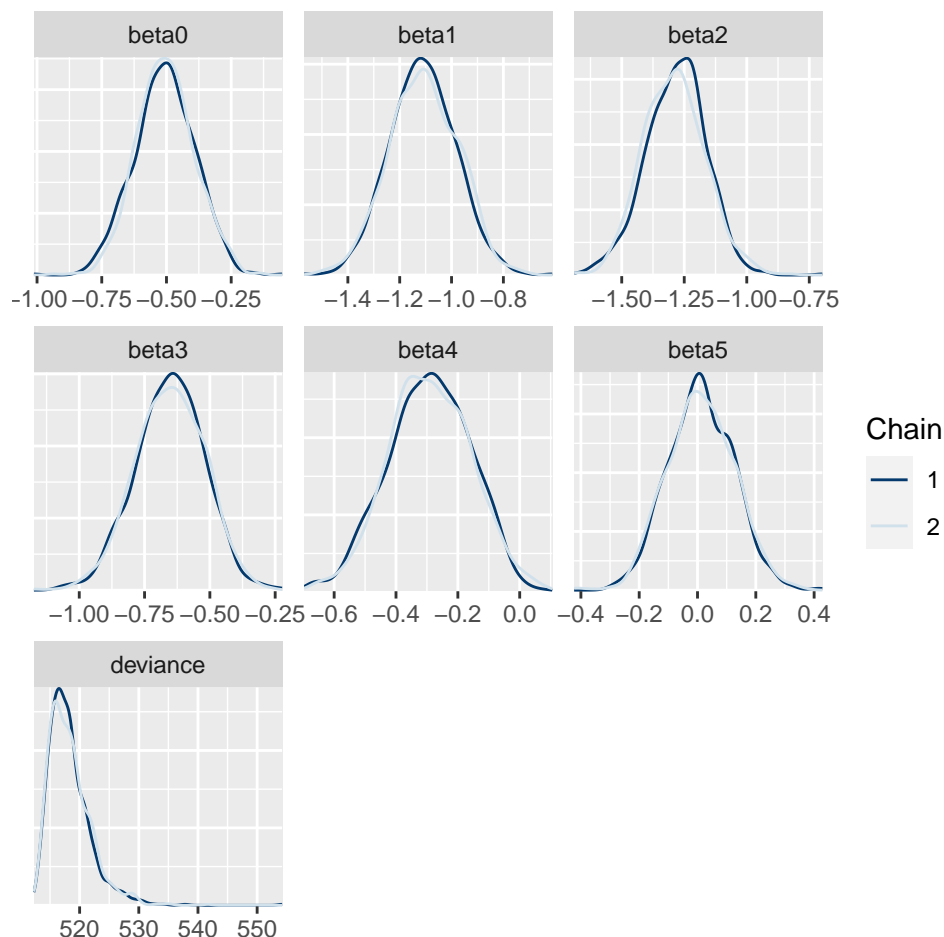 beta0 beta1 beta2
−1.00 −0.75 −0.50 −0.25 −1.4 −1.2 −1.0 −0.8 −1.50 −1.25 −1.00 −0.75
beta3 beta4 beta5
−1.00 −0.75 −0.50 −0.25 −0.6 −0.4 −0.2 0.0 −0.4 −0.2 0.0 0.2 0.4
Chain
1
2
deviance
520 530 540 550